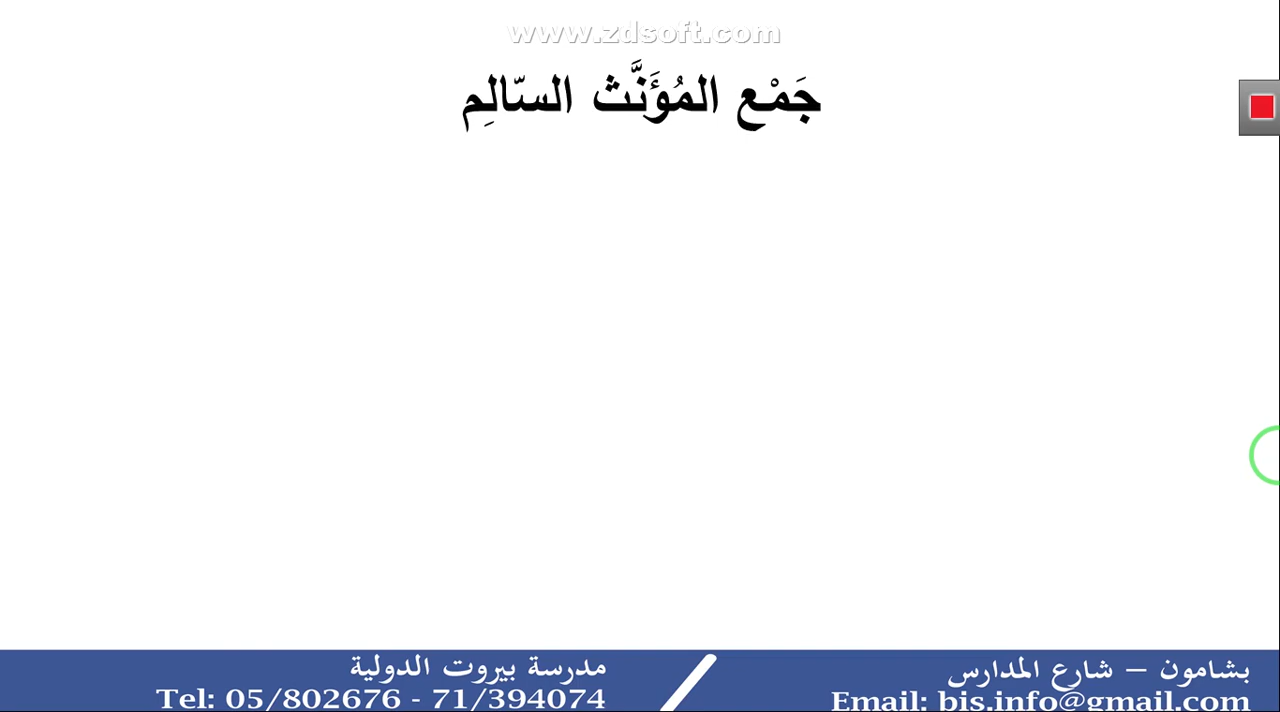 www.zdsoft.com
جَمْع المُؤَنَّث السّالِم
بشامون – شارع المدارس
Email: bis.info@gmail.com
مدرسة بيروت الدولية
Tel: 05/802676 - 71/394074